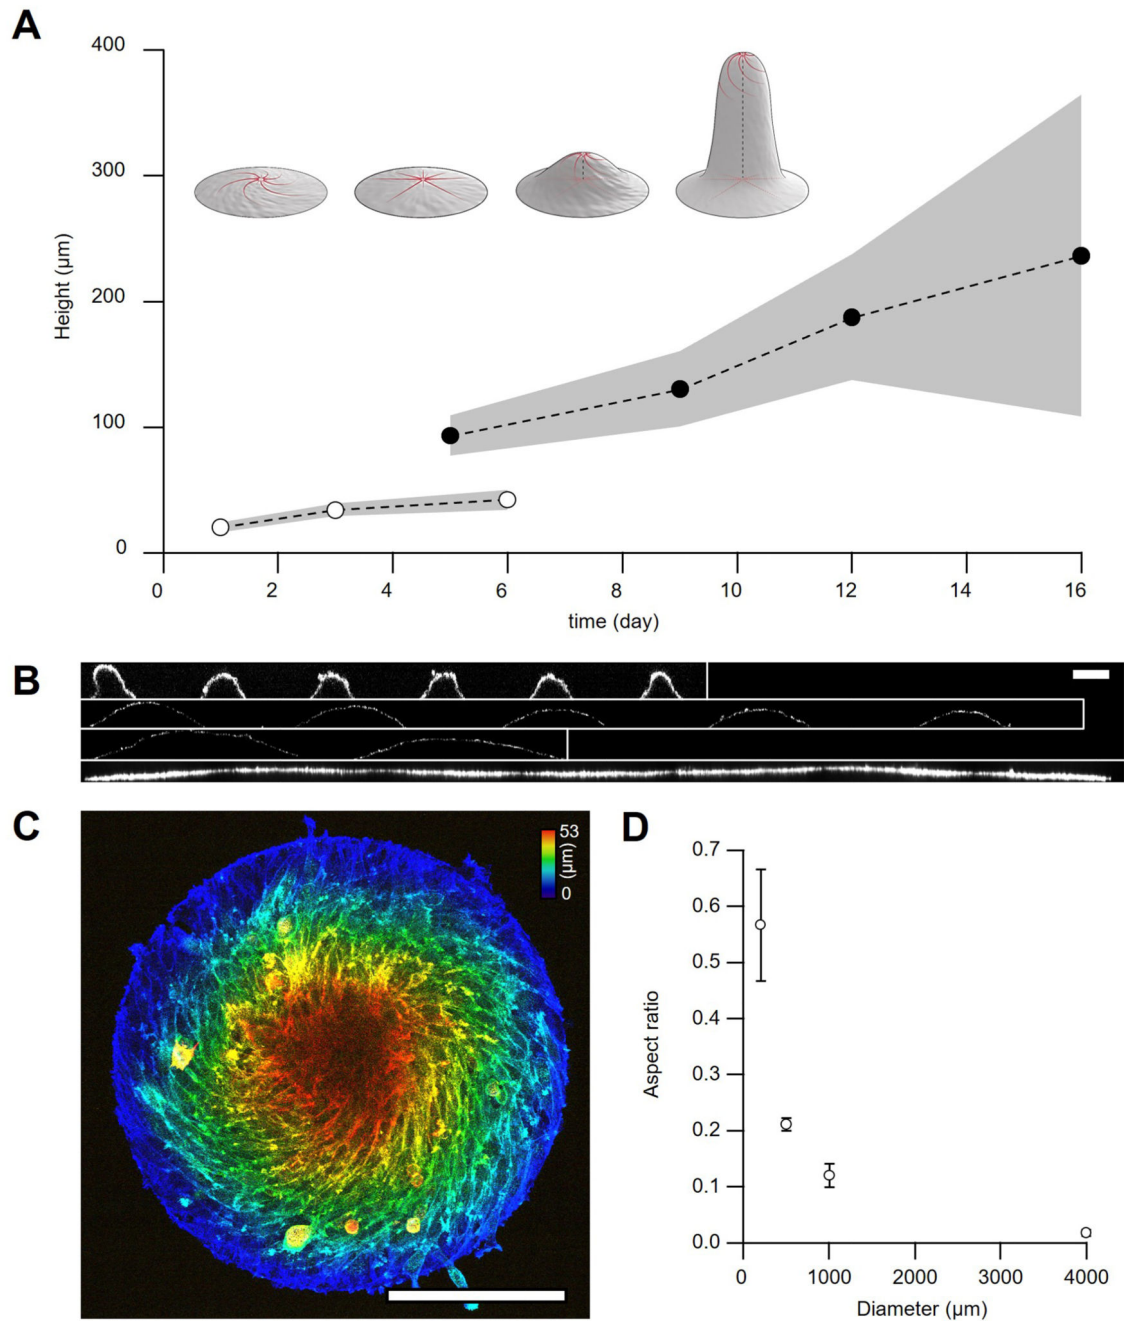 A
400
300
200
100
0
Height (µm)
0 2 4 6 8 10 12 14 16
time (day)
B
C
53
(µm)
0
D
0.7
0.6
0.5
0.4
0.3
0.2
0.1
0.0
Aspect ratio
0 1000 2000 3000 4000
Diameter (µm)